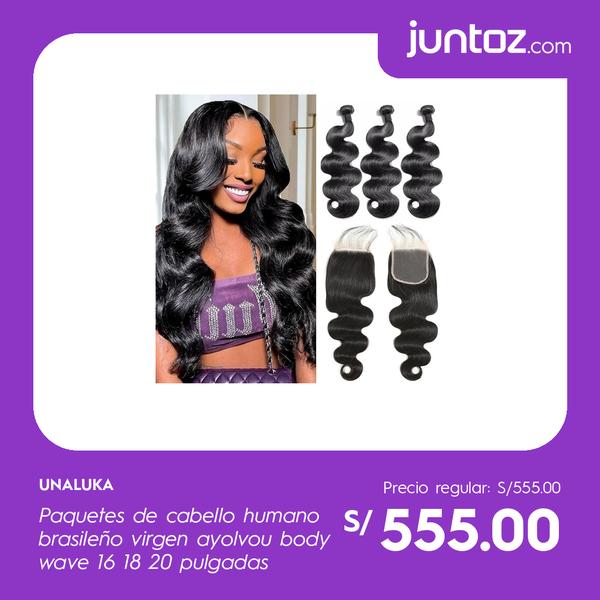 juntoz.com
UNALUKA
Paquetes de cabello humano
brasileño virgen ayolvou body
wave 16 18 20 pulgadas
Precio regular: S/555.00
S/ 555.00